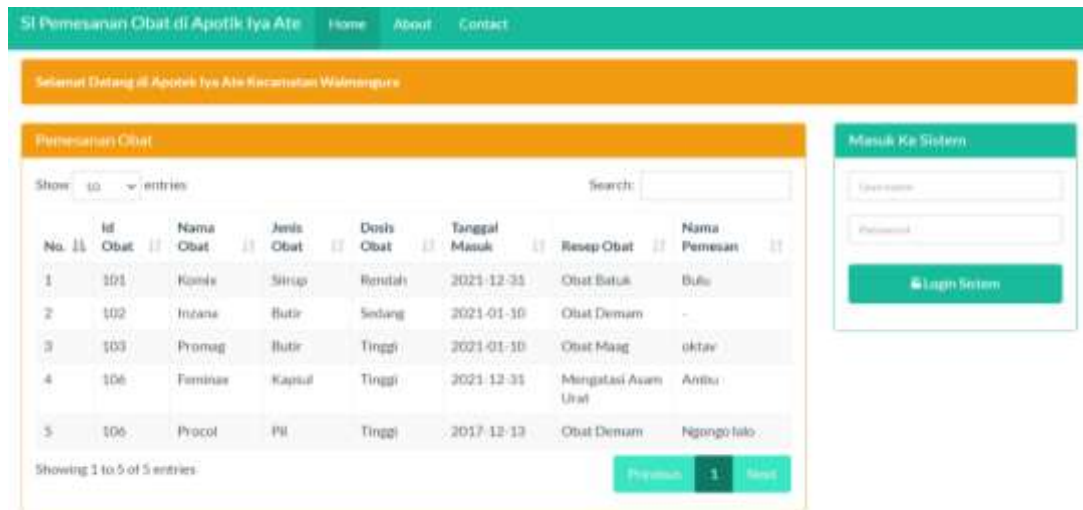 SI Pemesanan Obat di Apotik Iya Ate Home About Contact
Selamat Datang di Apotek Iya Ate Kecamatan Waimangura
Pemesanan Obat
Masuk Ke Sistem
Show 10 entries Search:
Username
Password
Login Sistem
No. Id Obat Nama Obat Jenis Obat Dosis Obat Tanggal Masuk Resep Obat Nama Pemesan
1 101 Komix Sirup Rendah 2021-12-31 Obat Batuk Bulu
2 102 Inzana Butir Sedang 2021-01-10 Obat Demam -
3 103 Promag Butir Tinggi 2021-01-10 Obat Maag oktav
4 106 Feminax Kapsul Tinggi 2021-12-31 Mengatasi Asam Urat Ambu
5 106 Procol Pil Tinggi 2017-12-13 Obat Demam Ngongo lalo
Showing 1 to 5 of 5 entries
Previous 1 Next